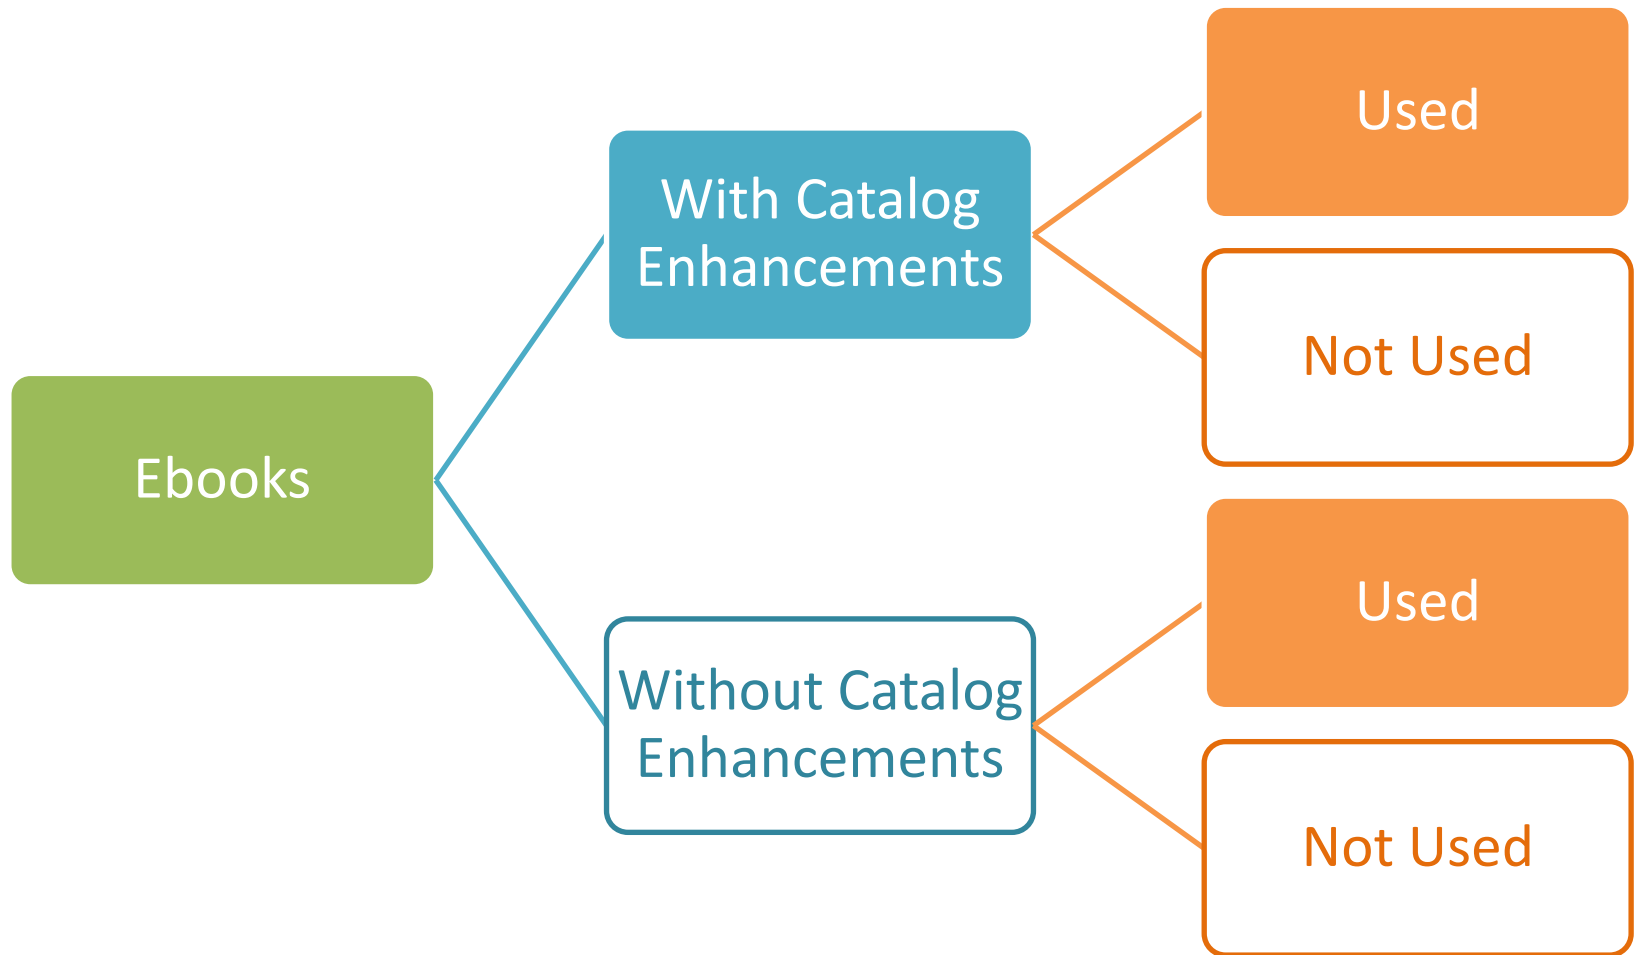 Ebooks
With Catalog
Enhancements
Used
Not Used
Without Catalog
Enhancements
Used
Not Used